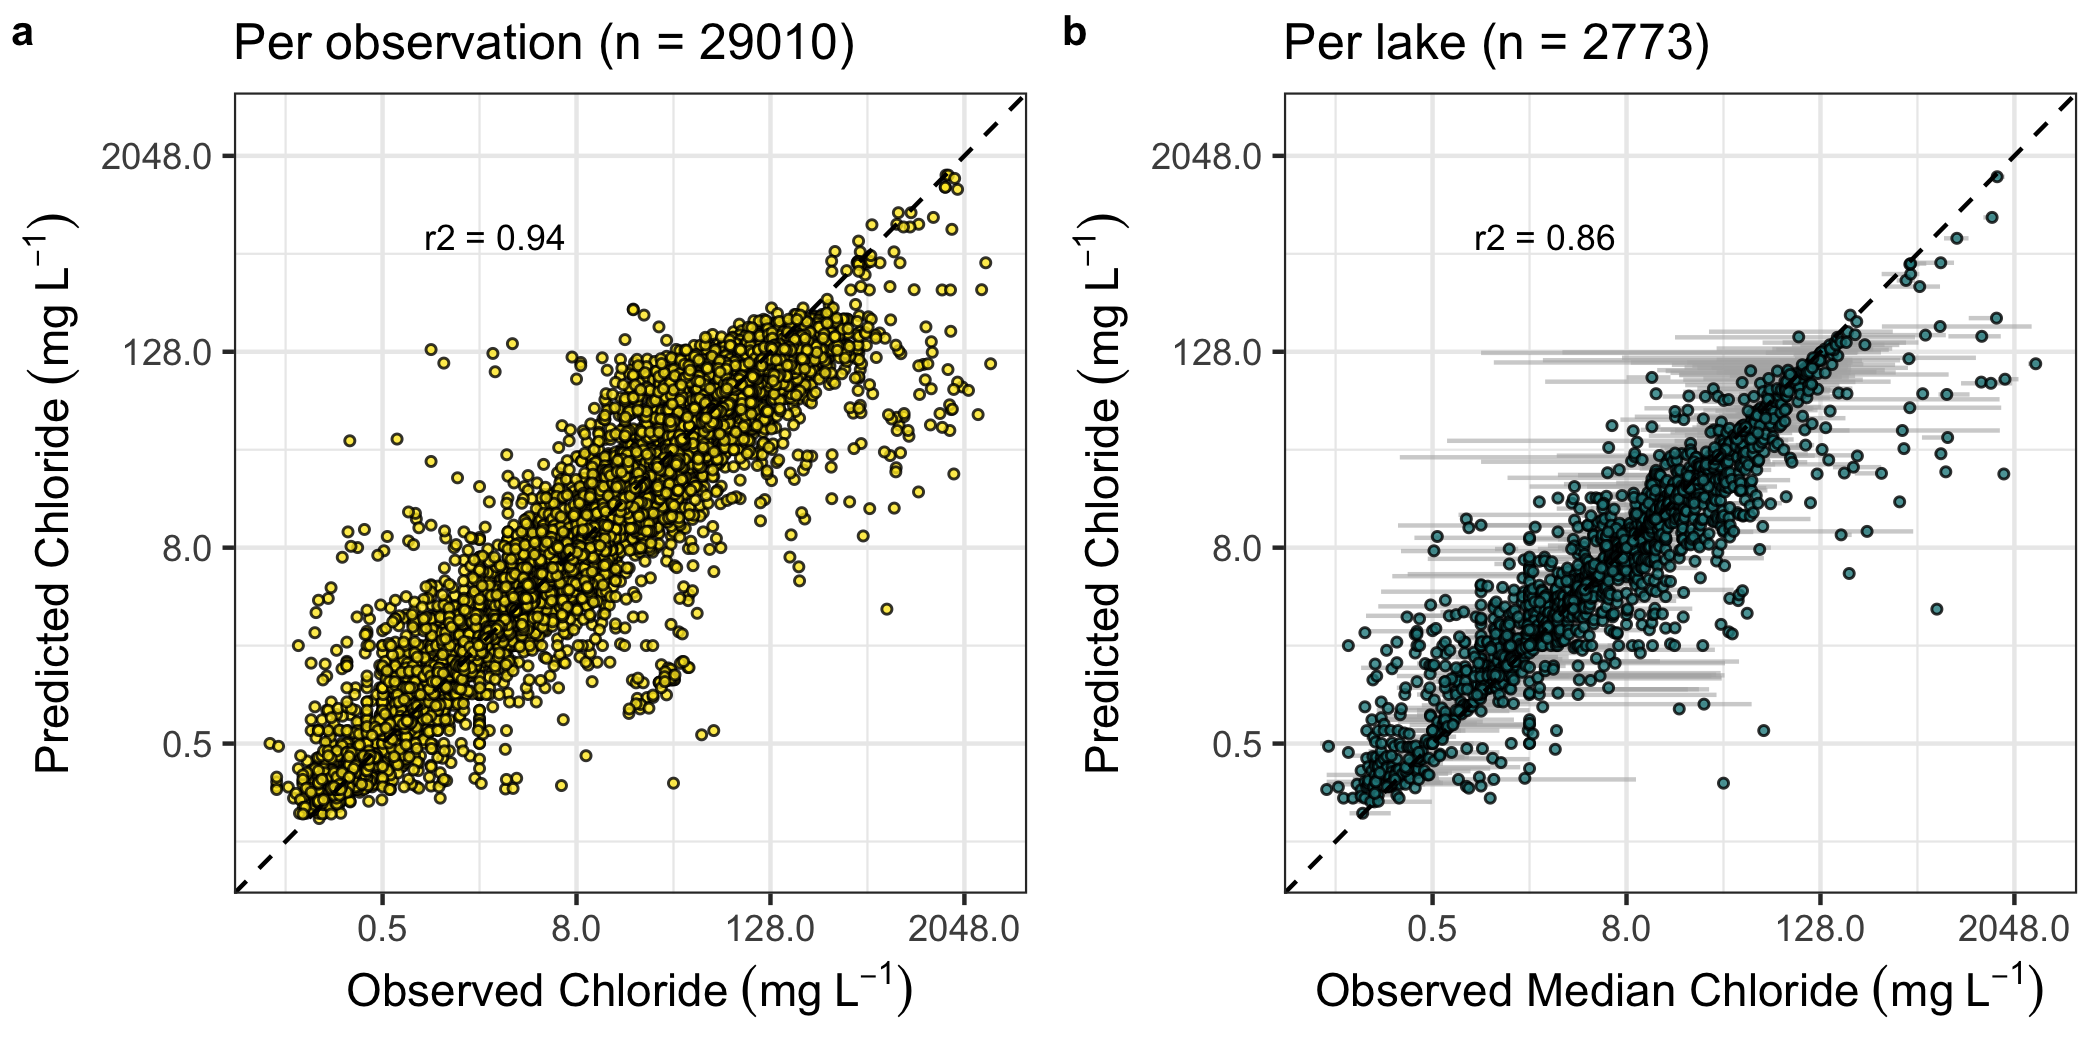 a
Per observation (n = 29010)
2048.0
128.0
8.0
0.5
Predicted Chloride (mg L⁻¹)
r2 = 0.94
0.5 8.0 128.0 2048.0
Observed Chloride (mg L⁻¹)
b
Per lake (n = 2773)
2048.0
128.0
8.0
0.5
Predicted Chloride (mg L⁻¹)
r2 = 0.86
0.5 8.0 128.0 2048.0
Observed Median Chloride (mg L⁻¹)